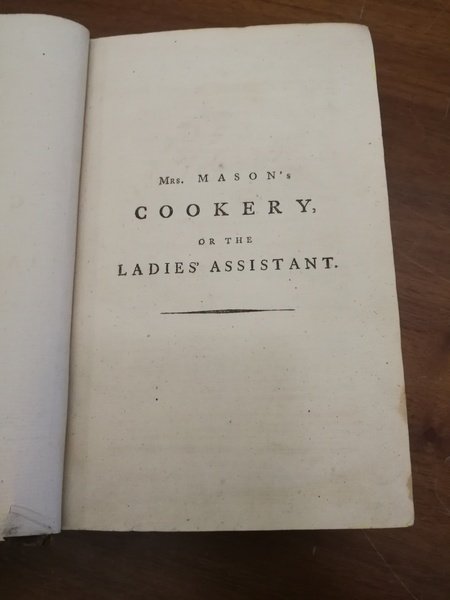 Mrs. MASON's
COOKERY,
OR THE
LADIES' ASSISTANT.